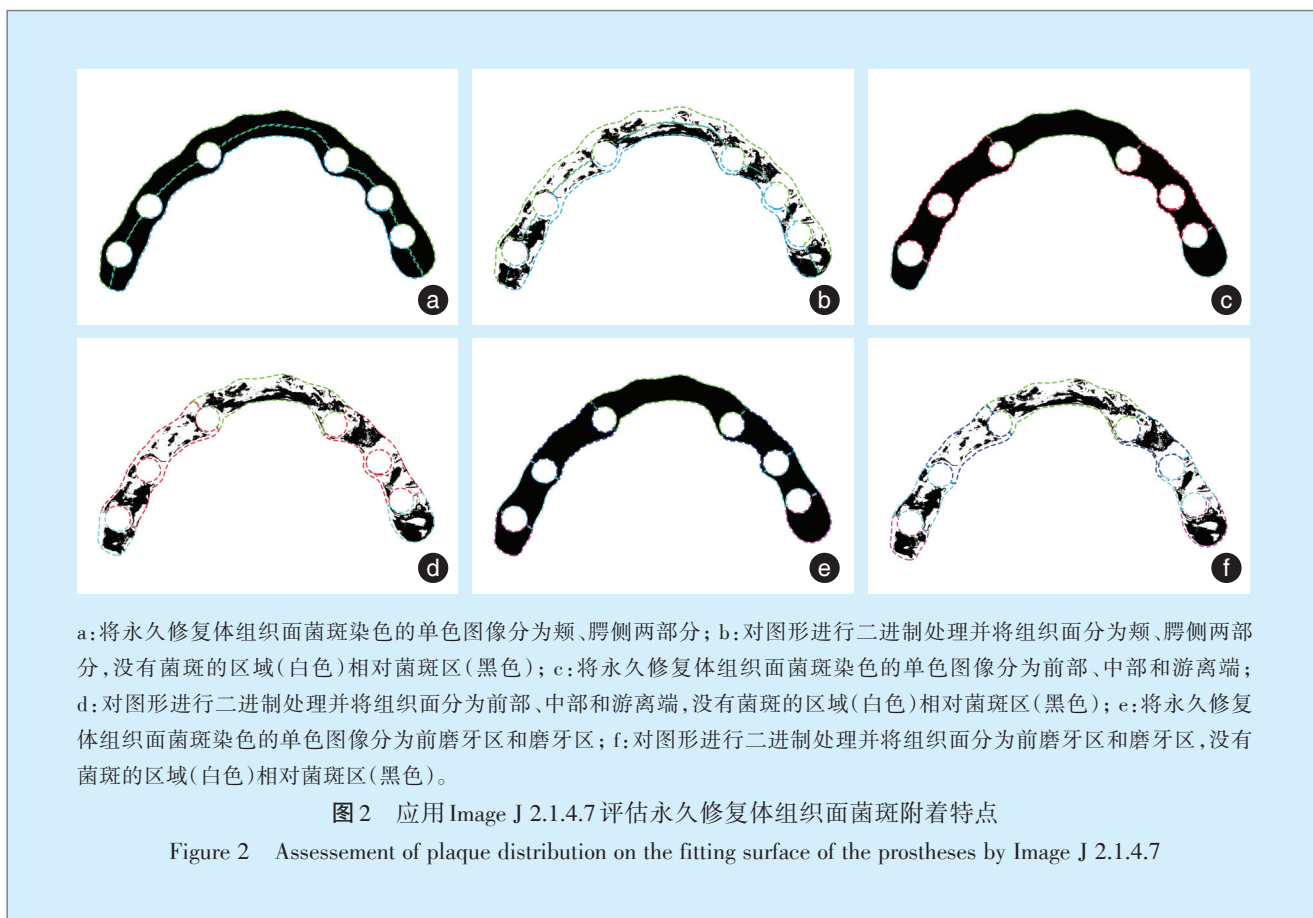 a
b
c
d
e
f
a:将永久修复体组织面菌斑染色的单色图像分为颊、腭侧两部分；b:对图形进行二进制处理并将组织面分为颊、腭侧两部
分,没有菌斑的区域(白色)相对菌斑区(黑色)；c:将永久修复体组织面菌斑染色的单色图像分为前部、中部和游离端；
d:对图形进行二进制处理并将组织面分为前部、中部和游离端,没有菌斑的区域(白色)相对菌斑区(黑色)；e:将永久修复
体组织面菌斑染色的单色图像分为前磨牙区和磨牙区；f:对图形进行二进制处理并将组织面分为前磨牙区和磨牙区,没有
菌斑的区域(白色)相对菌斑区(黑色)。
图2 应用Image J 2.1.4.7评估永久修复体组织面菌斑附着特点
Figure 2 Assessement of plaque distribution on the fitting surface of the prostheses by Image J 2.1.4.7